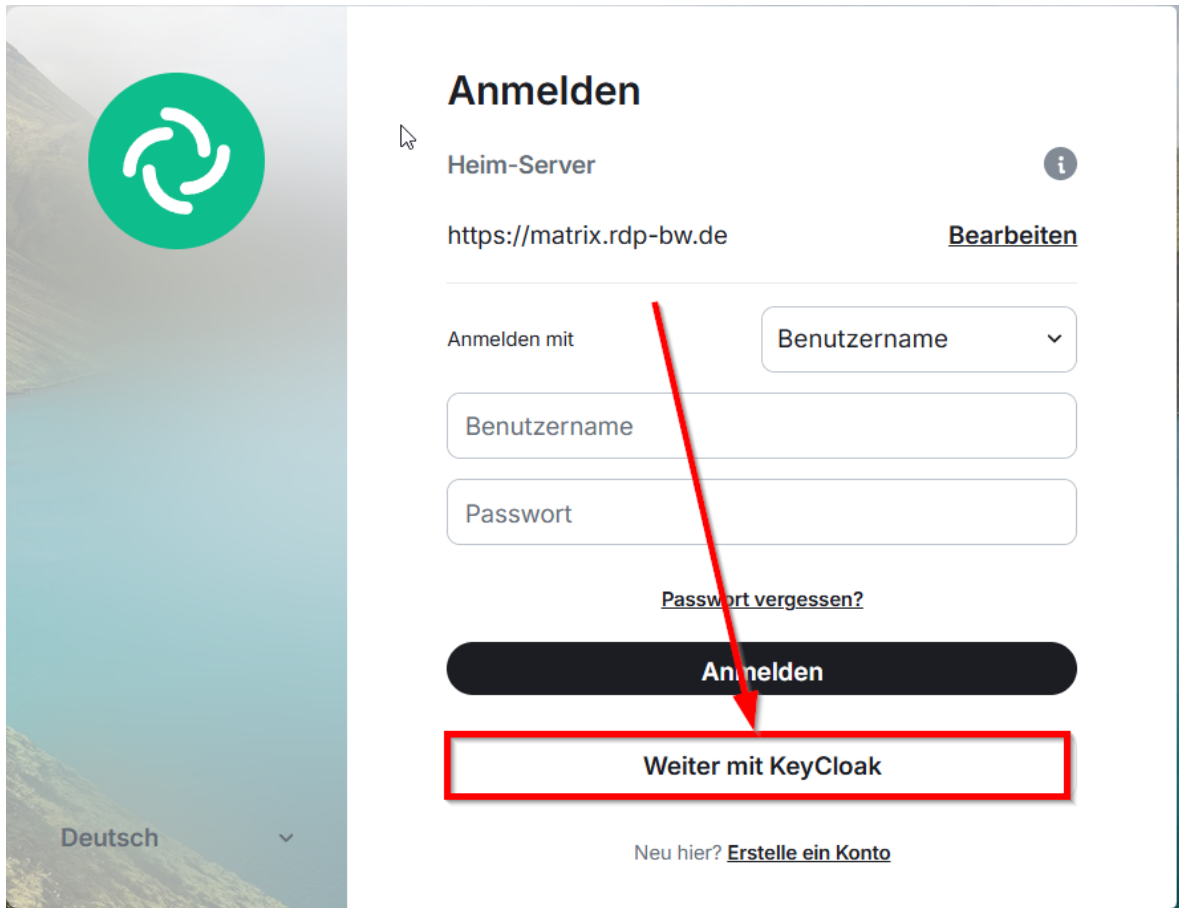 Anmelden
Heim-Server
https://matrix.rdp-bw.de Bearbeiten
Anmelden mit Benutzername
Benutzername
Passwort
Passwort vergessen?
Anmelden
Weiter mit KeyCloak
Deutsch
Neu hier? Erstelle ein Konto